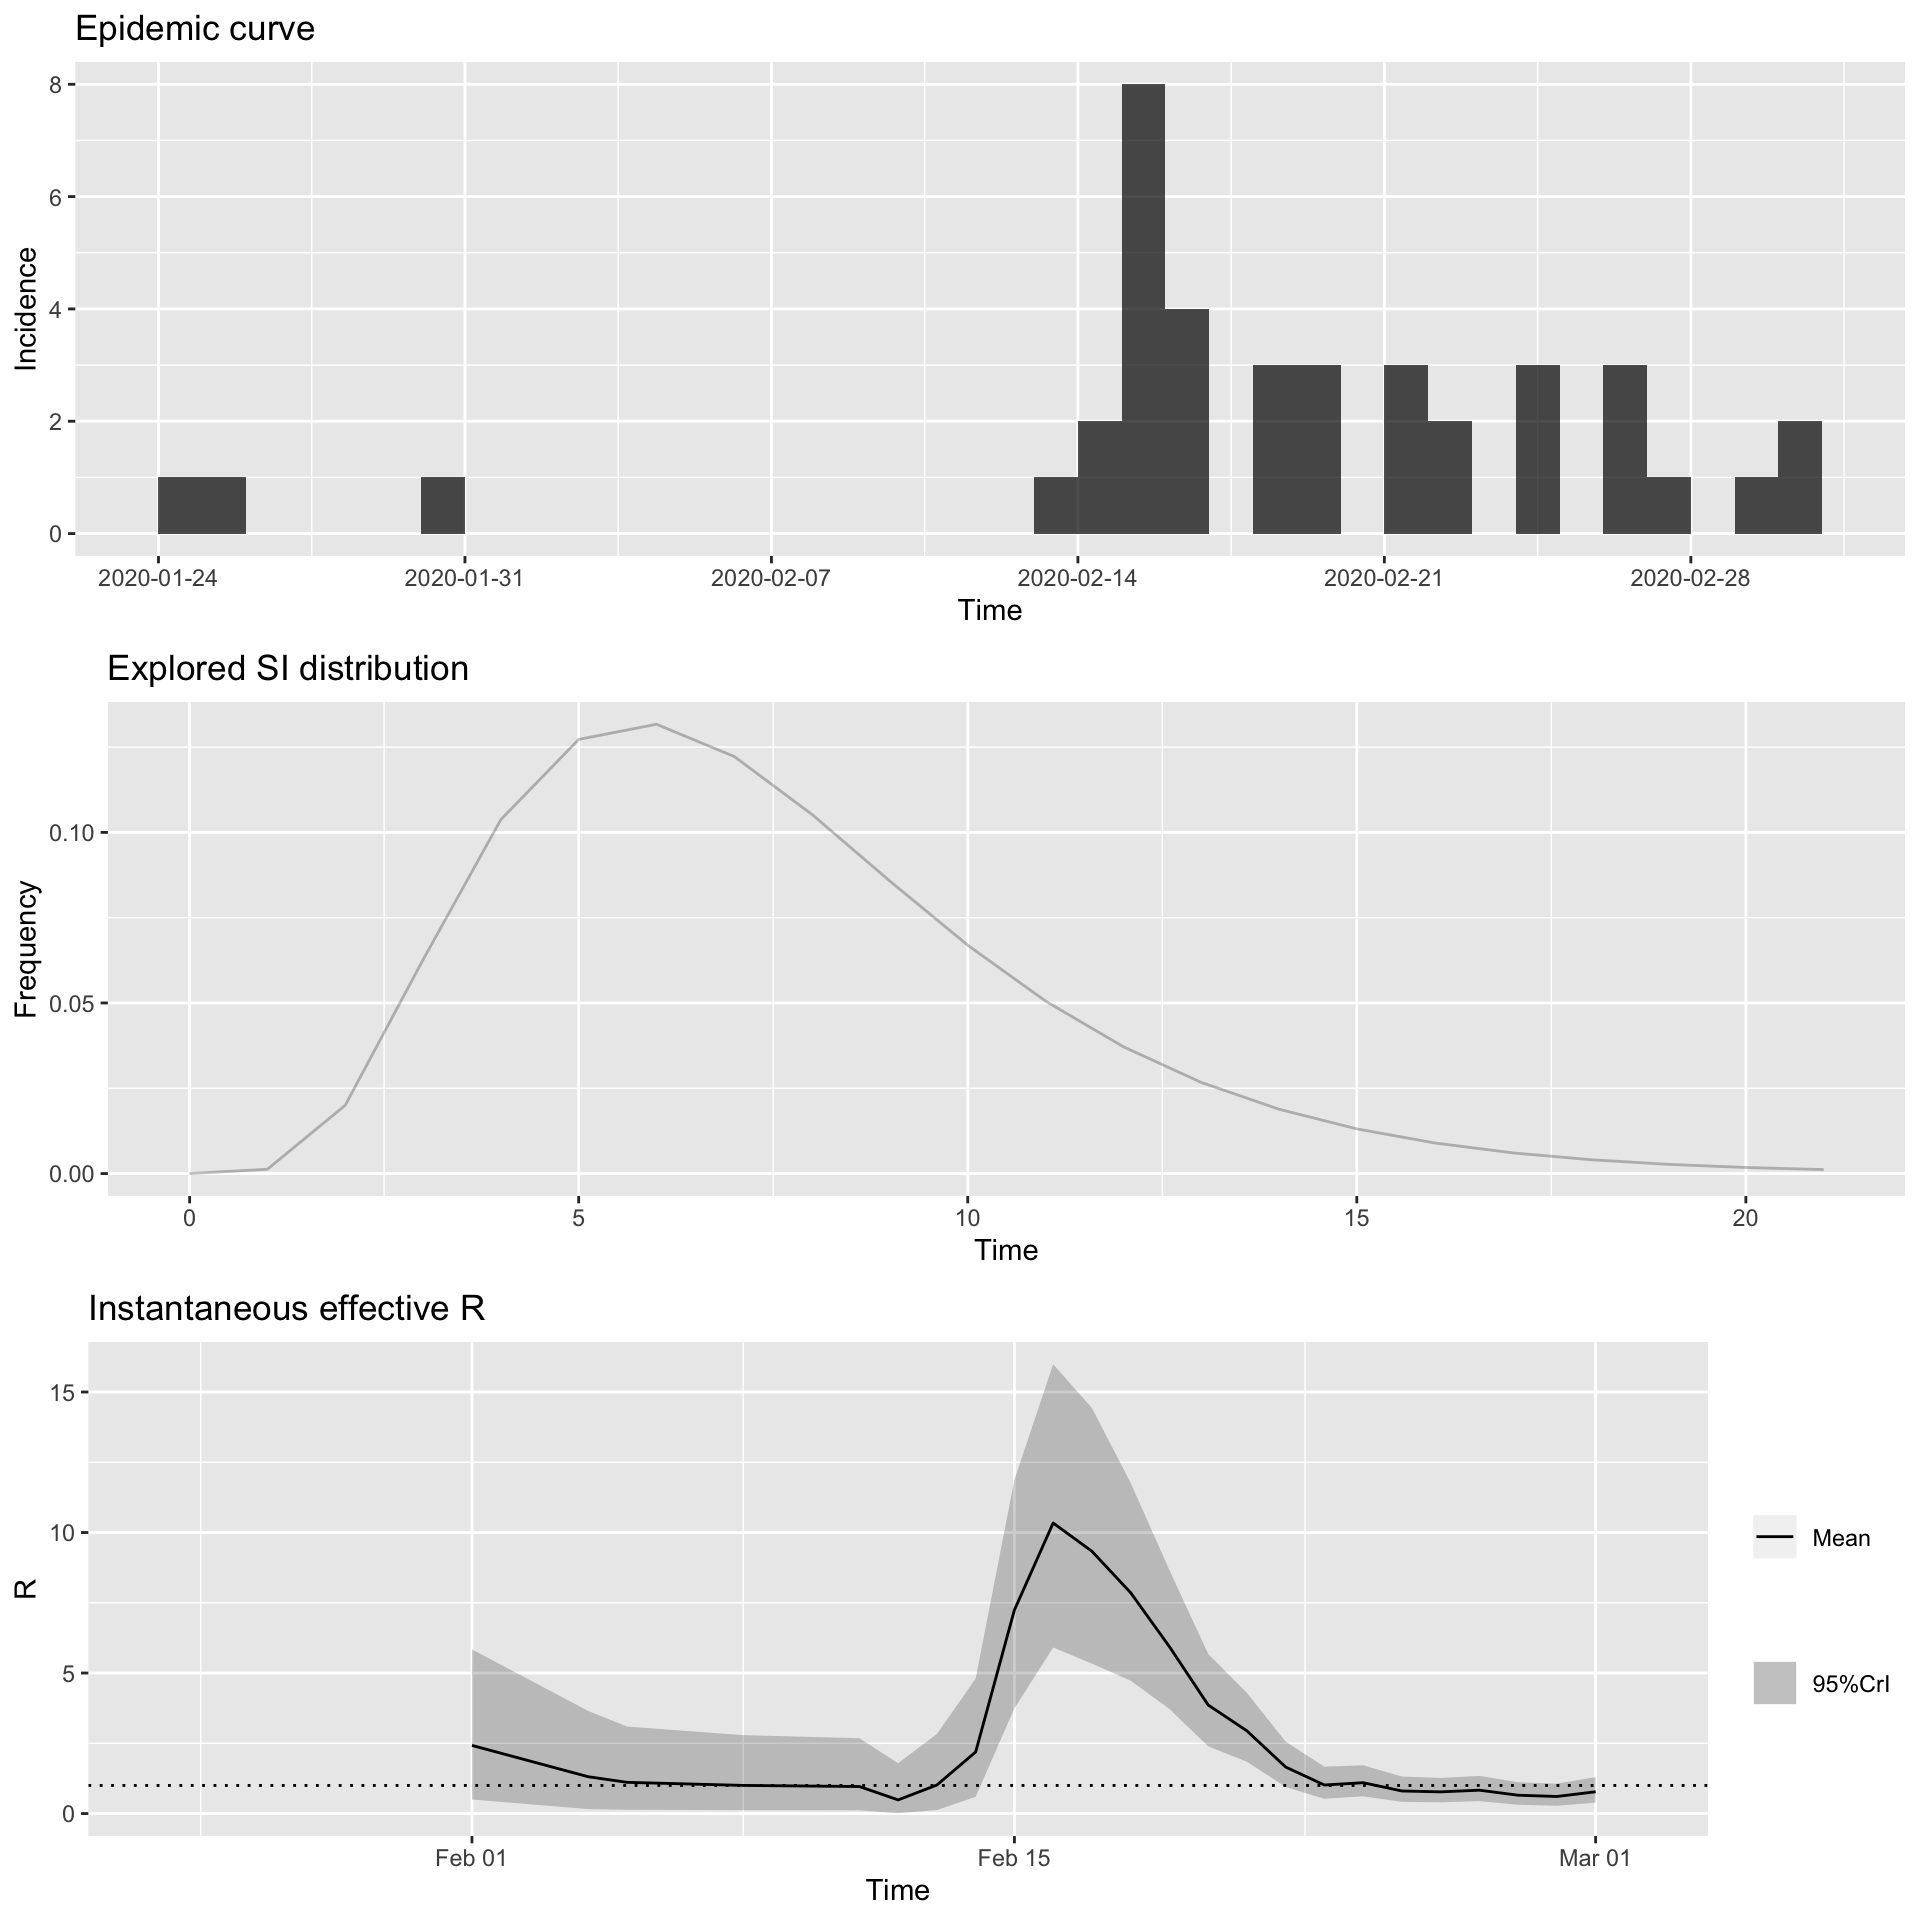 Epidemic curve
8
6
4
2
0
Incidence
2020-01-24 2020-01-31 2020-02-07 2020-02-14 2020-02-21 2020-02-28
Time
Explored SI distribution
0.10
0.05
0.00
Frequency
0 5 10 15 20
Time
Instantaneous effective R
15
10
5
0
R
Mean
95%CrI
Feb 01 Feb 15 Mar 01
Time